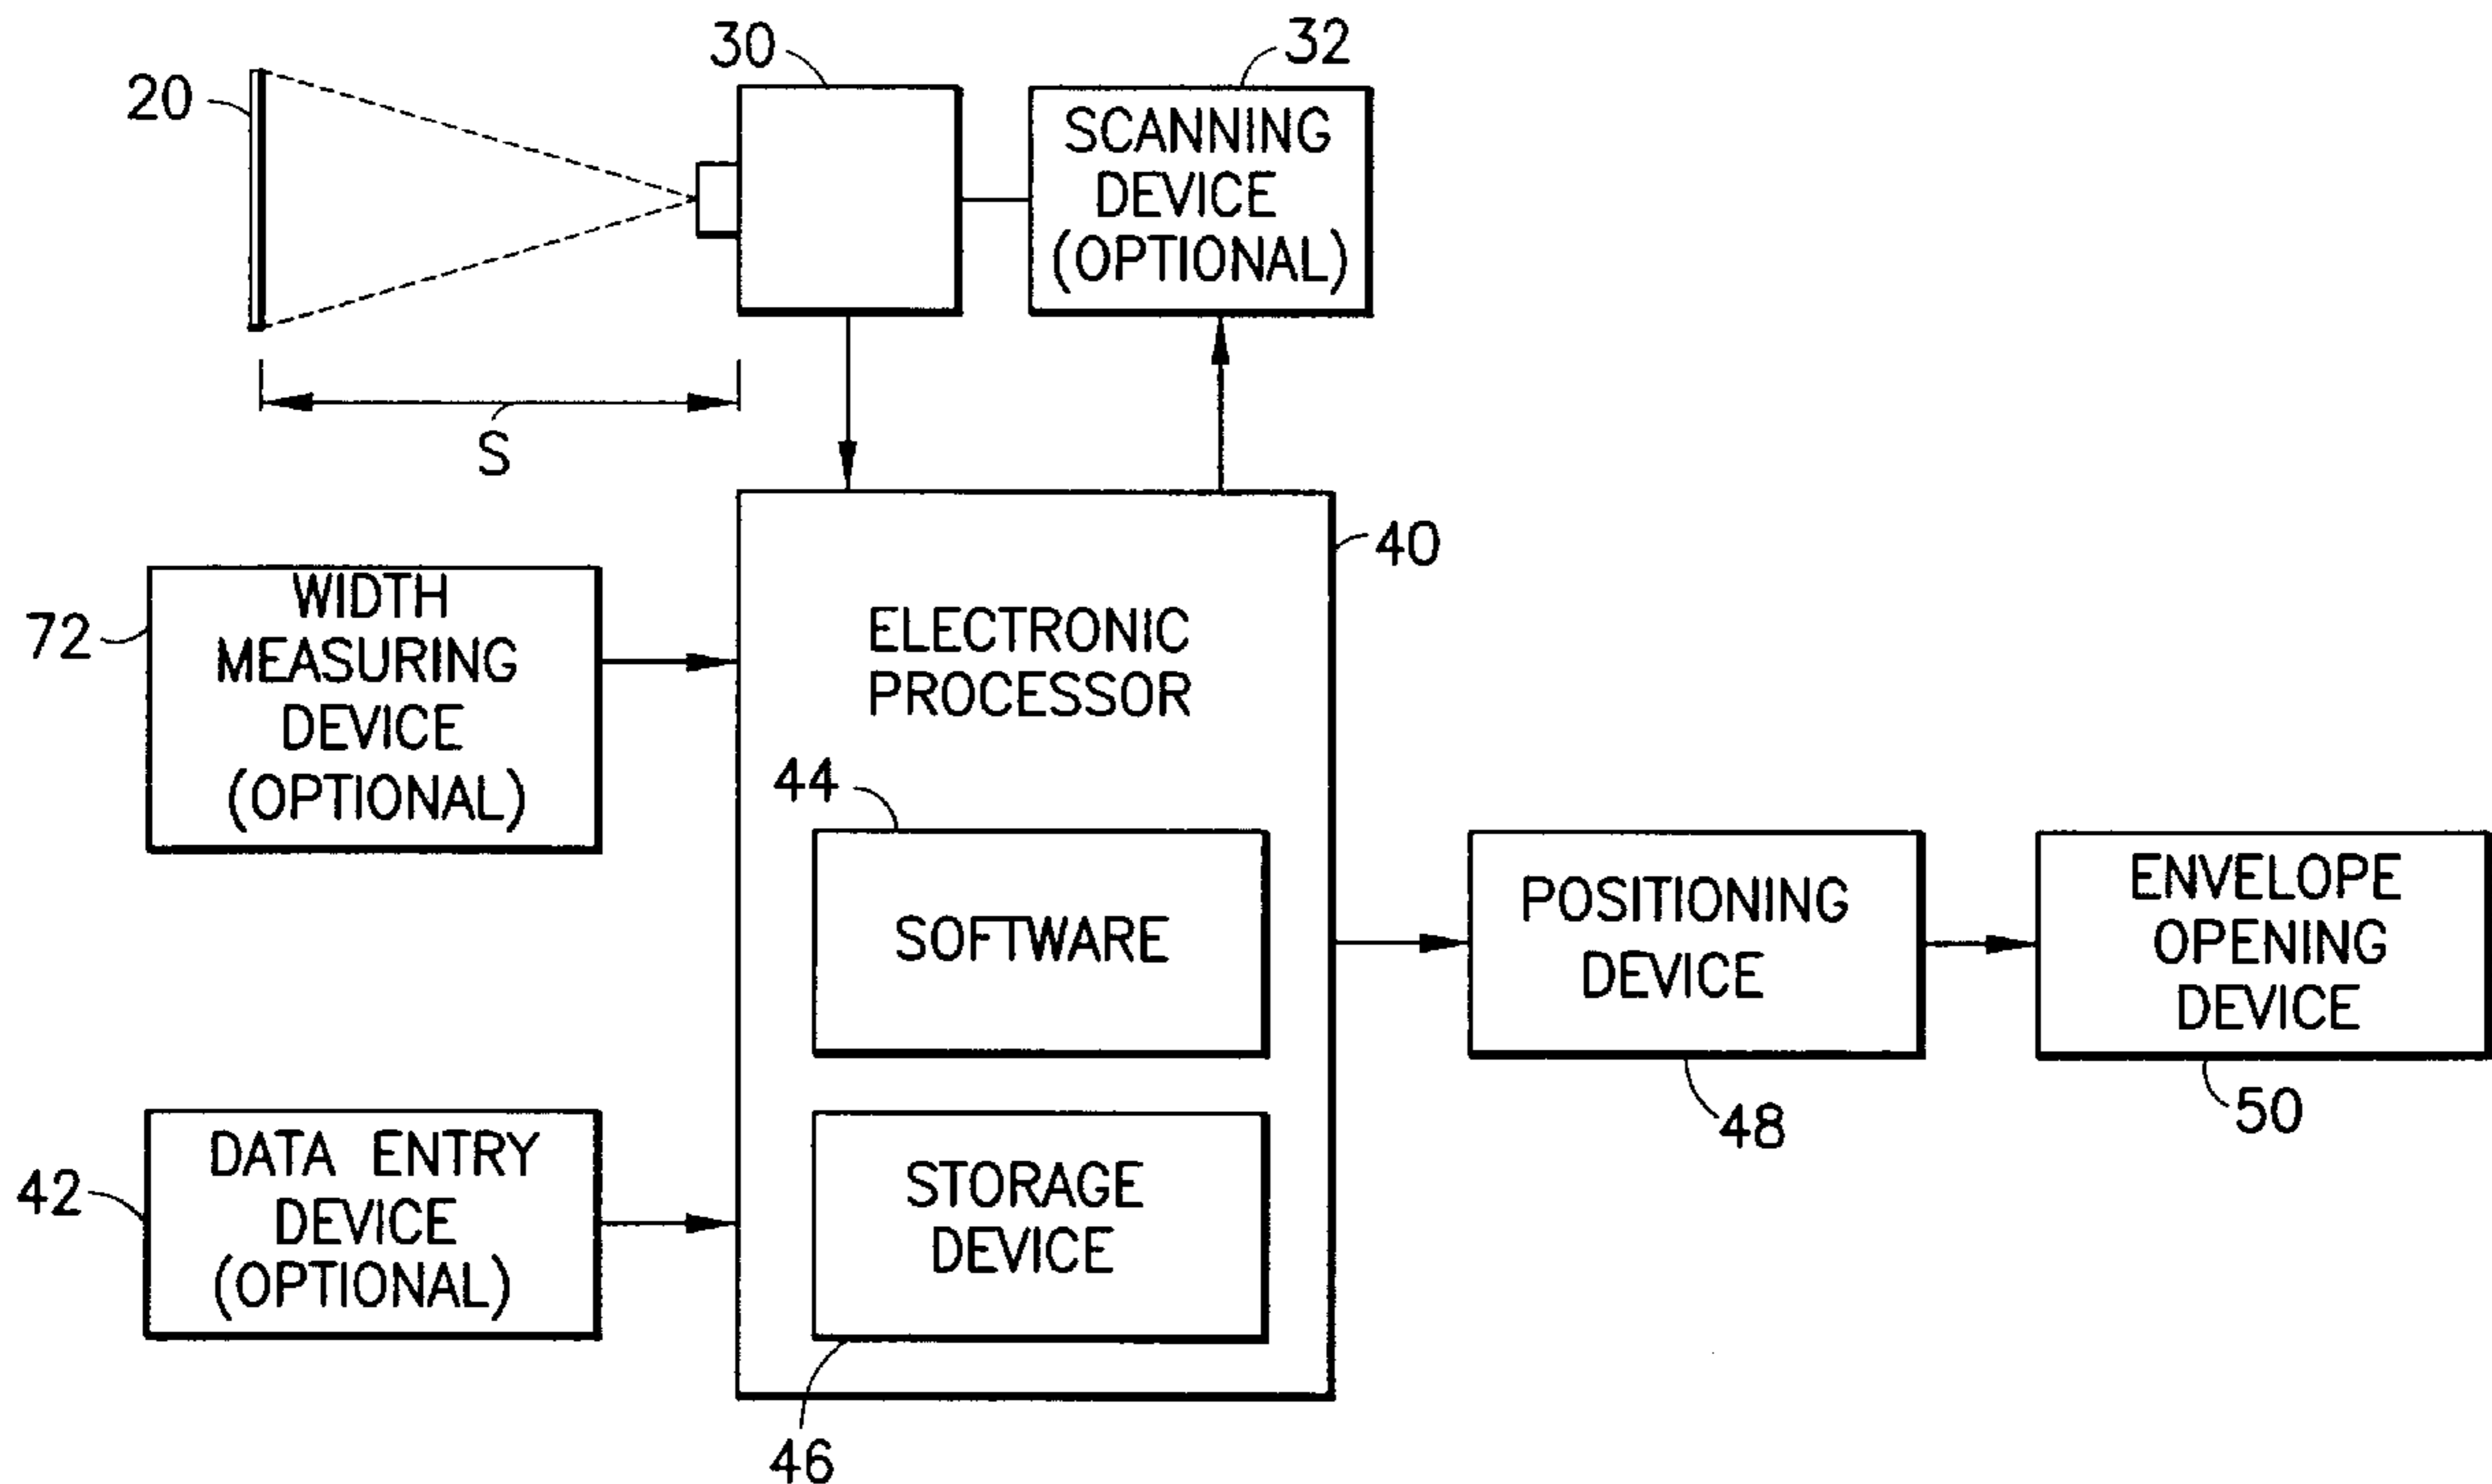 30
32
20
SCANNING
DEVICE
(OPTIONAL)
S
40
72
WIDTH
MEASURING
DEVICE
(OPTIONAL)
ELECTRONIC
PROCESSOR
44
SOFTWARE
POSITIONING
DEVICE
48
ENVELOPE
OPENING
DEVICE
50
42
DATA ENTRY
DEVICE
(OPTIONAL)
STORAGE
DEVICE
46